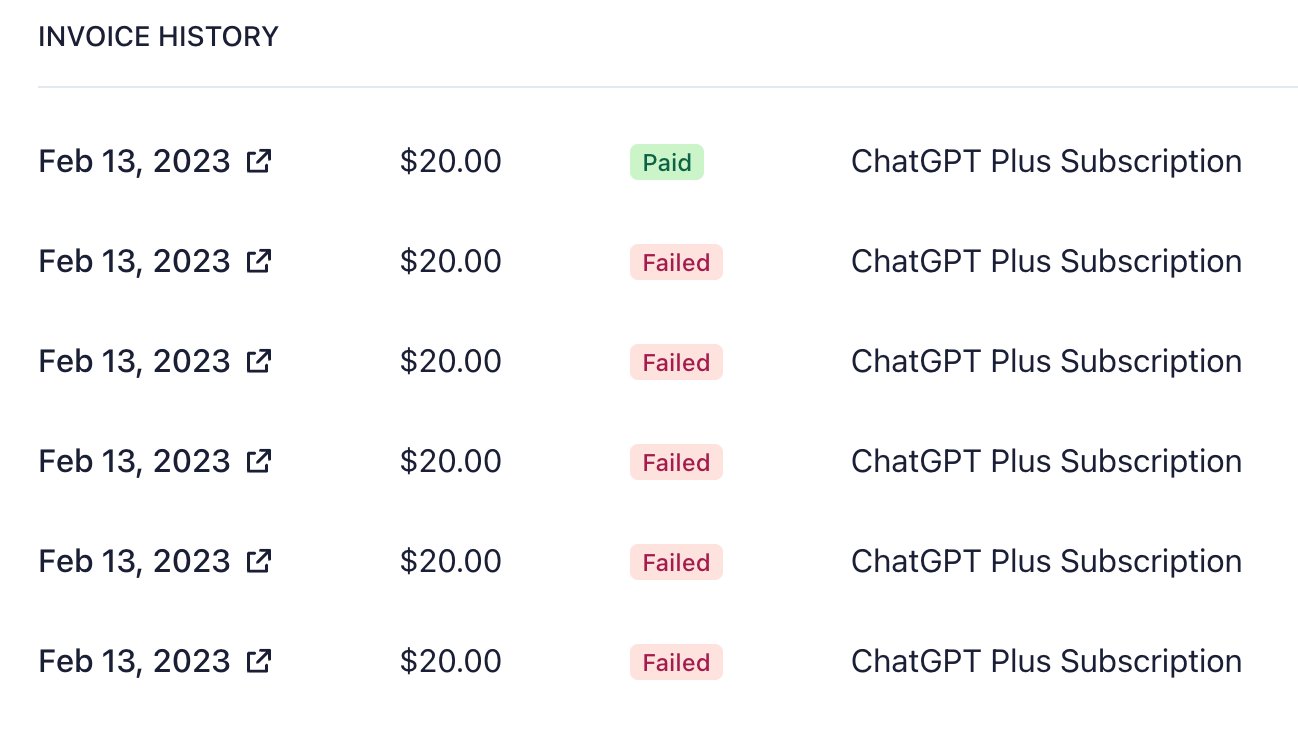 INVOICE HISTORY
Feb 13, 2023 $20.00 Paid ChatGPT Plus Subscription
Feb 13, 2023 $20.00 Failed ChatGPT Plus Subscription
Feb 13, 2023 $20.00 Failed ChatGPT Plus Subscription
Feb 13, 2023 $20.00 Failed ChatGPT Plus Subscription
Feb 13, 2023 $20.00 Failed ChatGPT Plus Subscription
Feb 13, 2023 $20.00 Failed ChatGPT Plus Subscription